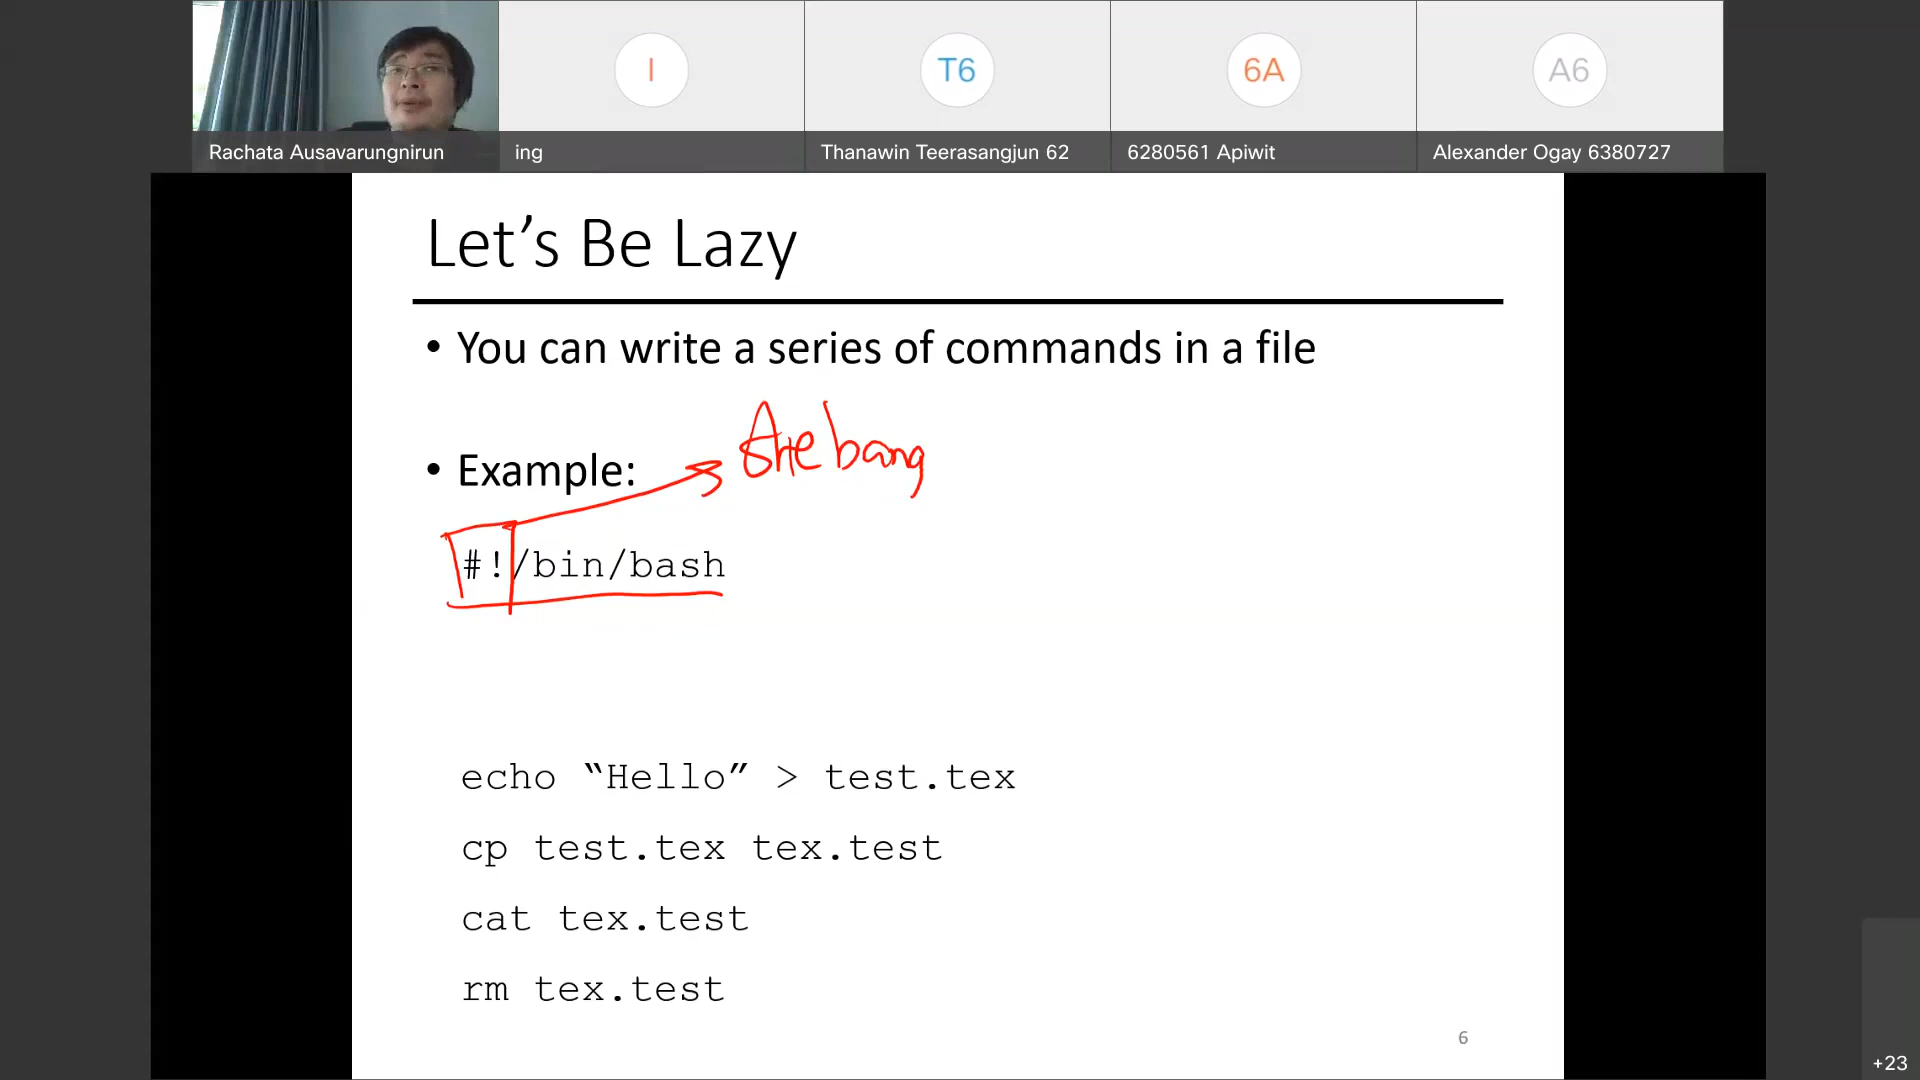 I
T6
6A
A6
Rachata Ausavarungnirun
ing
Thanawin Teerasangjun 62
6280561 Apiwit
Alexander Ogay 6380727
Let’s Be Lazy
• You can write a series of commands in a file
Shebang
• Example:
#!/bin/bash
echo “Hello” > test.tex
cp test.tex tex.test
cat tex.test
rm tex.test
6
+23